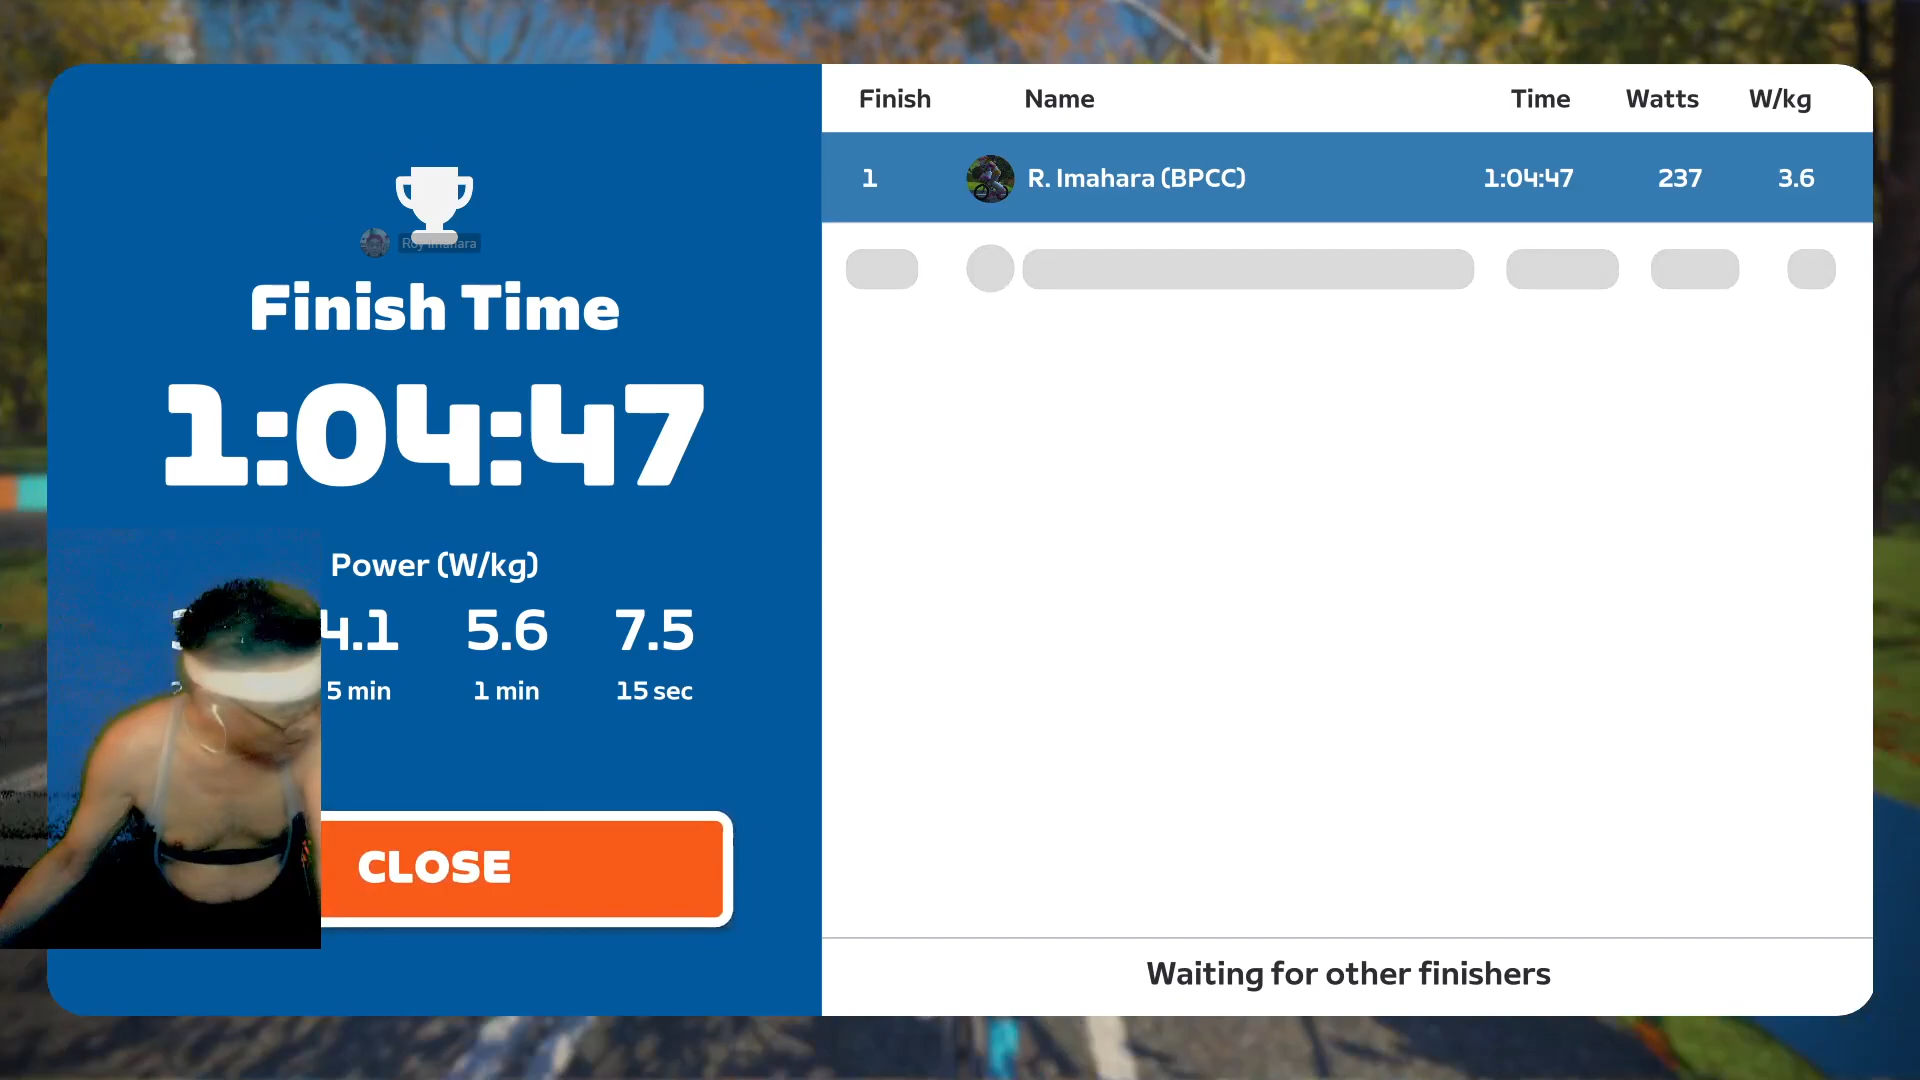 Roy Imahara
Finish Time
1:04:47
Power (W/kg)
4.1 5.6 7.5
5 min 1 min 15 sec
CLOSE
Finish Name Time Watts W/kg
1 R. Imahara (BPCC) 1:04:47 237 3.6
Waiting for other finishers